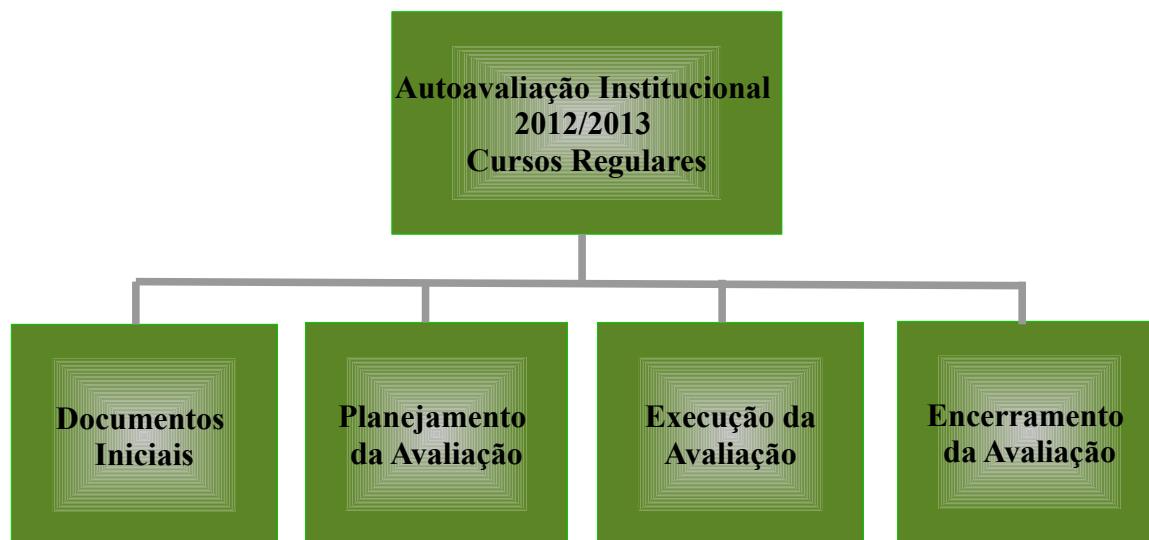 Autoavaliação Institucional
2012/2013
Cursos Regulares
Documentos
Iniciais
Planejamento
da Avaliação
Execução da
Avaliação
Encerramento
da Avaliação